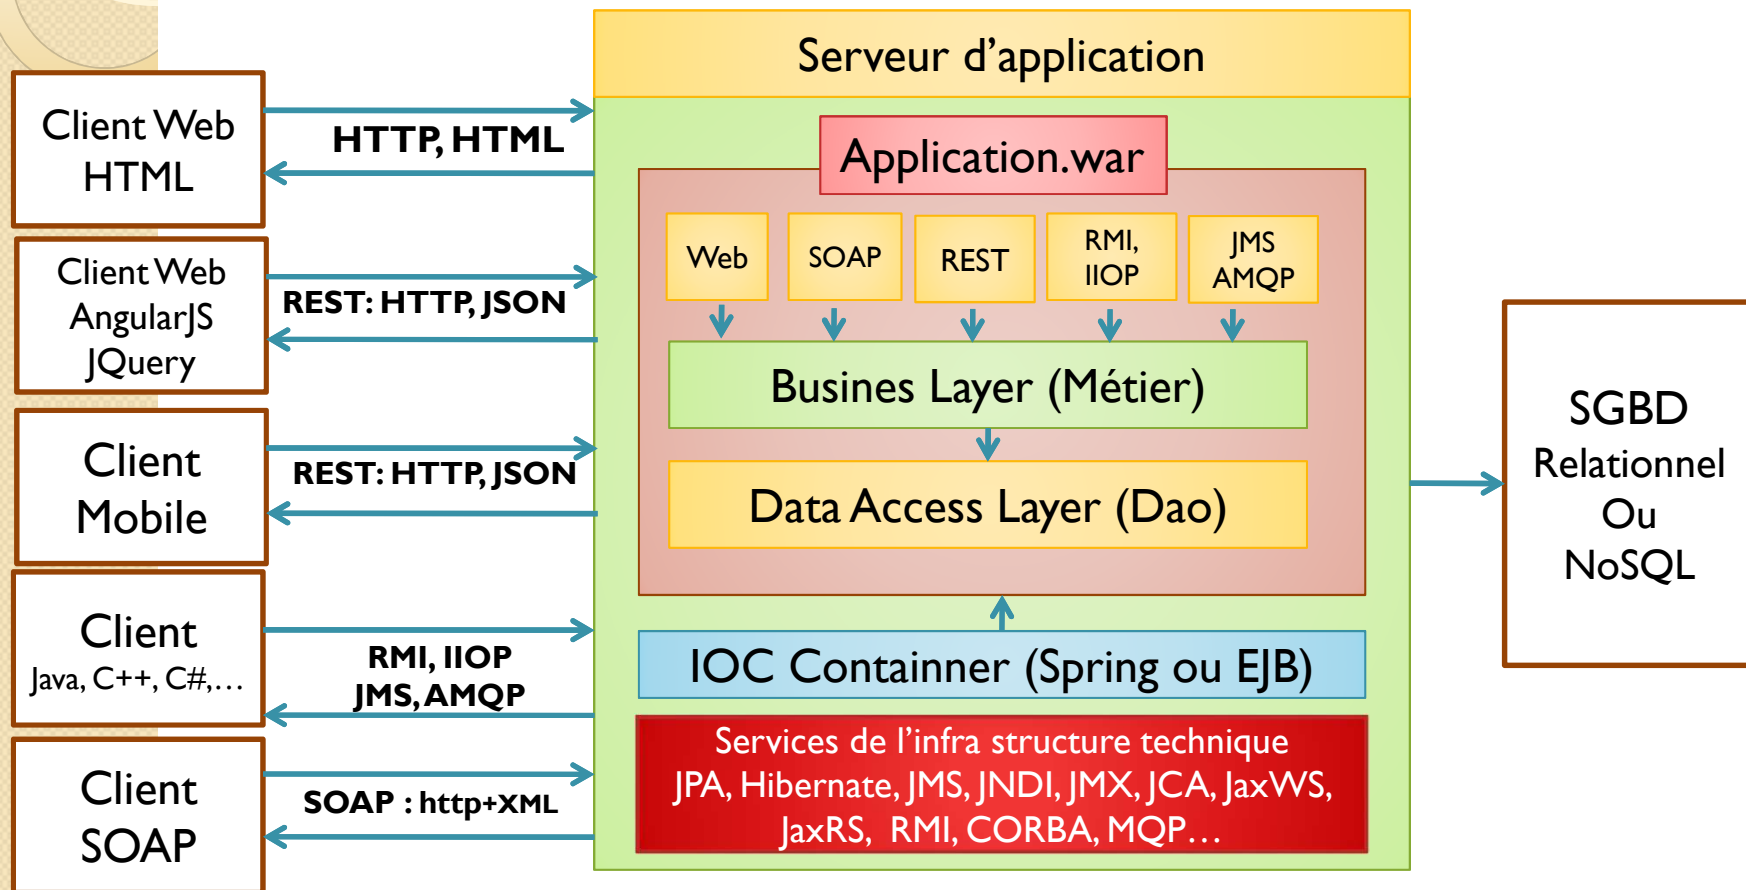 Serveur d'application
Client Web
HTML
HTTP, HTML
Client Web
AngularJS
JQuery
REST: HTTP, JSON
Client
Mobile
REST: HTTP, JSON
Client
Java, C++, C#,…
RMI, IIOP
JMS, AMQP
Client
SOAP
SOAP : http+XML
Application.war
Web
SOAP
REST
RMI,
IIOP
JMS
AMQP
Busines Layer (Métier)
Data Access Layer (Dao)
IOC Containner (Spring ou EJB)
Services de l'infra structure technique
JPA, Hibernate, JMS, JNDI, JMX, JCA, JaxWS,
JaxRS, RMI, CORBA, MQP…
SGBD
Relationnel
Ou
NoSQL